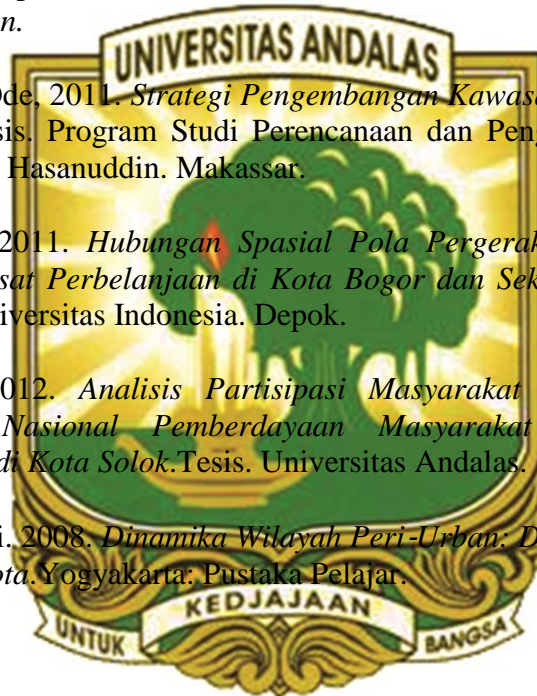 n.
UNIVERSITAS ANDALAS
de, 2011. Strategi Pengembangan Kawasa
sis. Program Studi Perencanaan dan Peng
Hasanuddin. Makassar.
2011. Hubungan Spasial Pola Pergerak
sat Perbelanjaan di Kota Bogor dan Sek
iversitas Indonesia. Depok.
012. Analisis Partisipasi Masyarakat
Nasional Pemberdayaan Masyarakat
di Kota Solok.Tesis. Universitas Andalas.
i. 2008. Dinamika Wilayah Peri-Urban: D
ota.Yogyakarta: Pustaka Pelajar.
KEDJAJAAN
UNTUK BANGSA